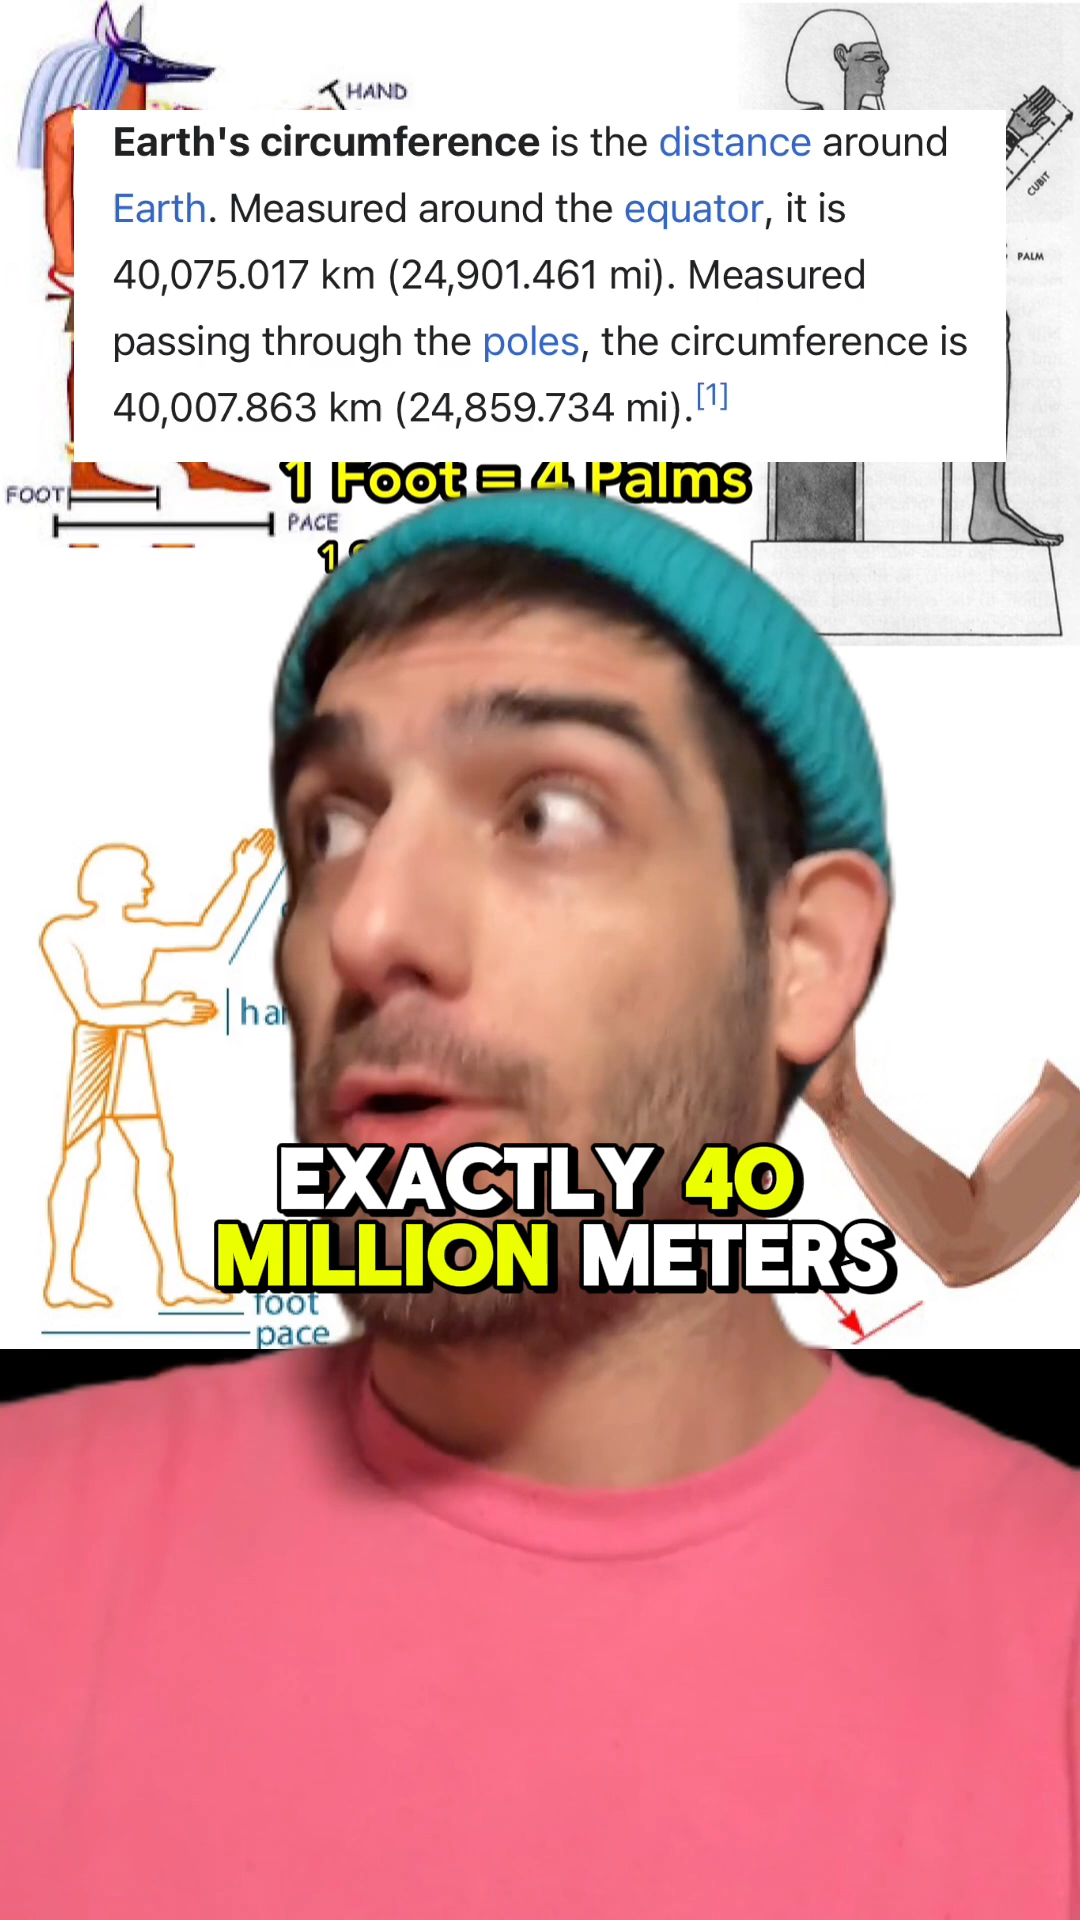 HAND
Earth's circumference is the distance around
Earth. Measured around the equator, it is
40,075.017 km (24,901.461 mi). Measured
passing through the poles, the circumference is
40,007.863 km (24,859.734 mi).[1]
CUBIT
PALM
1 Foot = 4 Palms
FOOT
PACE
1
EXACTLY 40
MILLION METERS
foot
pace